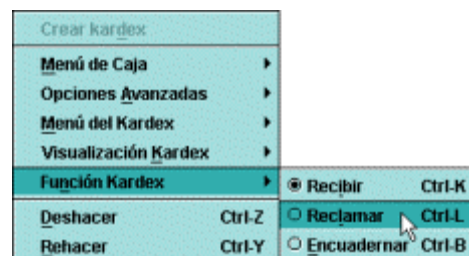 Crear kardex
Menú de Caja
Opciones Avanzadas
Menú del Kardex
Visualización Kardex
Función Kardex
Recibir Ctrl-K
Deshacer Ctrl-Z
Reclamar Ctrl-L
Rehacer Ctrl-Y
Encuadernar Ctrl-B